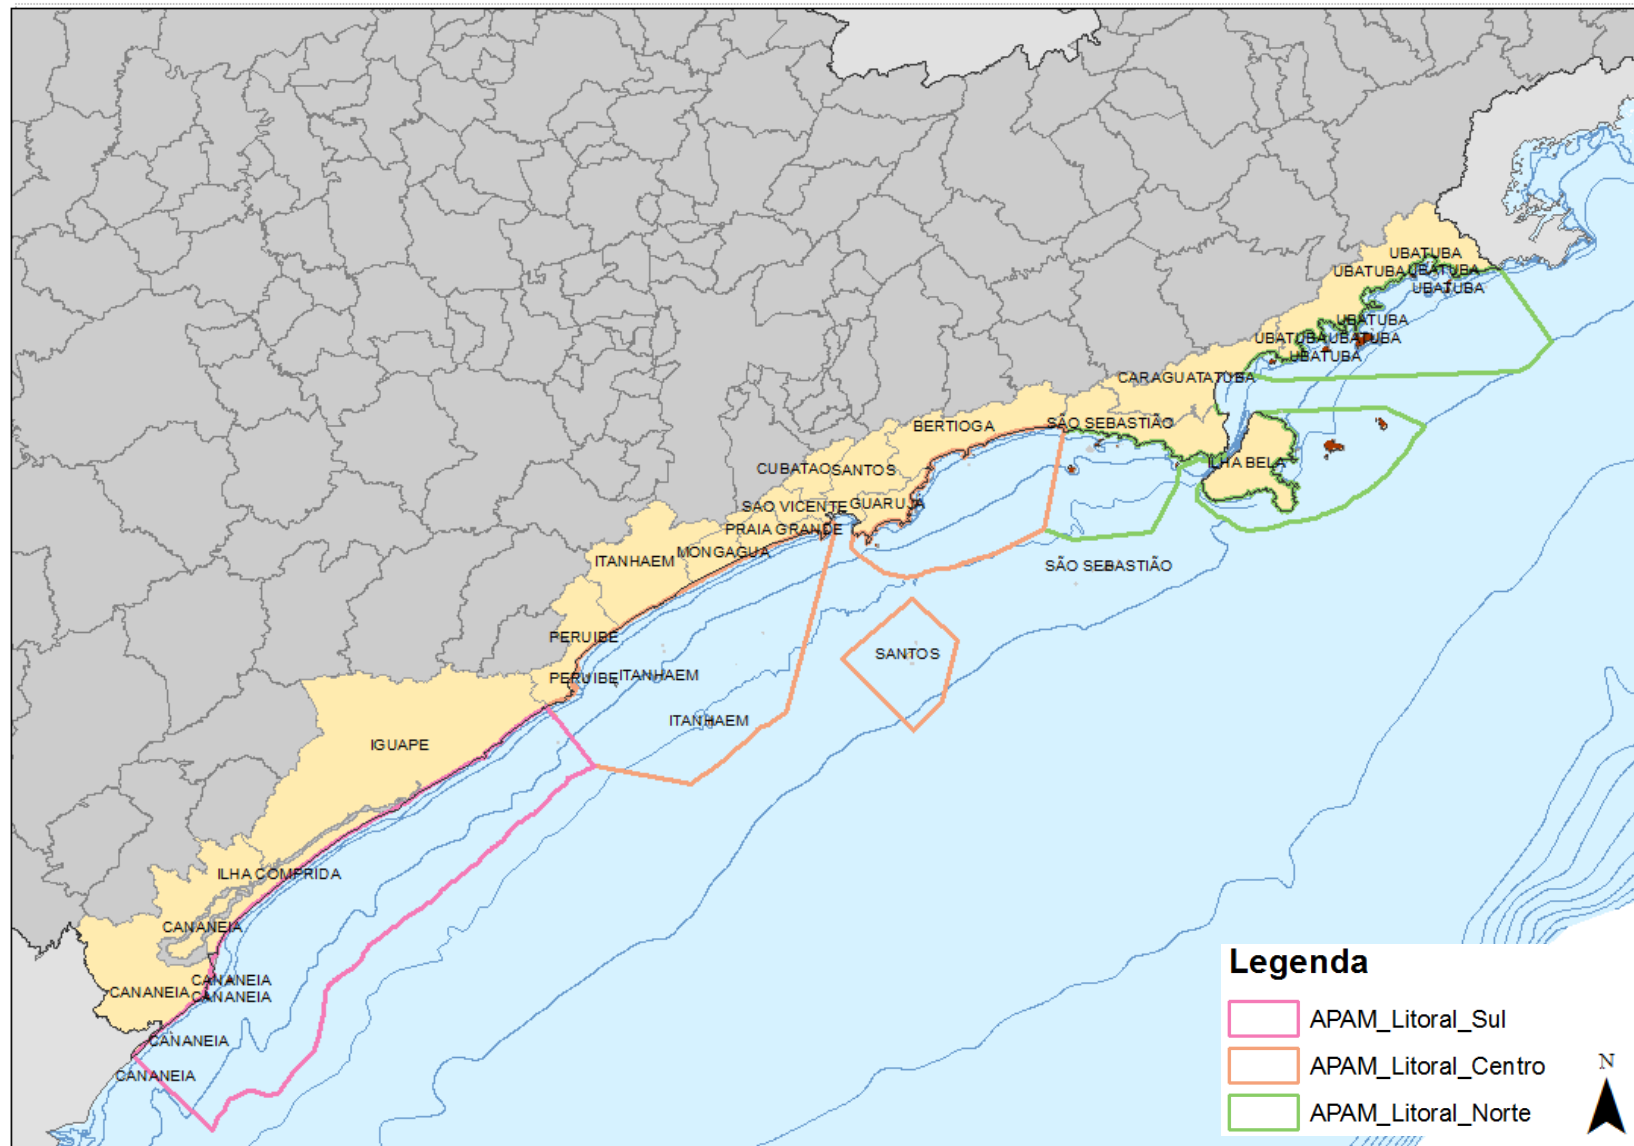 UBATUBA
UBATUBA UBATUBA
UBATUBA
UBATUBA
UBATUBA UBATUBA
UBATUBA
CARAGUATATUBA
SÃO SEBASTIÃO
BERTIOGA
ILHA BELA
CUBATAO SANTOS
SAO VICENTE GUARUJA
PRAIA GRANDE
MONGAGUA
ITANHAEM
SÃO SEBASTIÃO
PERUIBE
SANTOS
PERUIBE ITANHAEM
ITANHAEM
IGUAPE
ILHA COMPRIDA
CANANEIA
CANANEIA
CANANEIA CANANEIA
CANANEIA
CANANEIA
Legenda
APAM_Litoral_Sul
APAM_Litoral_Centro
APAM_Litoral_Norte
N